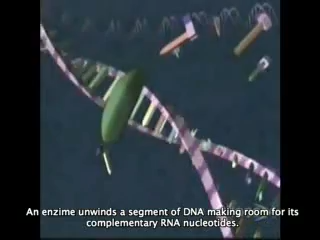 An enzime unwinds a segment of DNA making room for its
complementary RNA nucleotides.